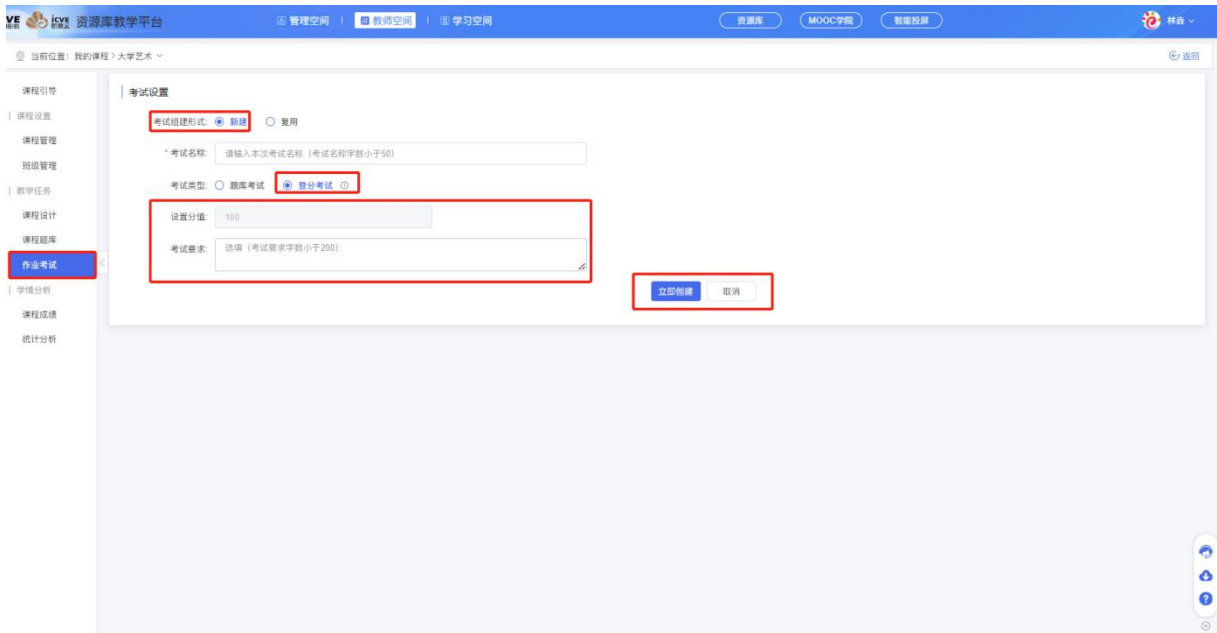 icve 资源库教学平台 管理空间 教师空间 学习空间 资源库 MOOC学院 智能投屏 林垚
当前位置: 我的课程>大学艺术 返回
课程引导
课程设置
课程管理
班级管理
教学任务
课程设计
课程题库
作业考试
学情分析
课程成绩
统计分析
考试设置
考试组建形式: 新建 复用
* 考试名称: 请输入本次考试名称(考试名称字数小于50)
考试类型: 题库考试 登分考试
设置分值: 100
考试要求: 选填(考试要求字数小于200)
立即创建 取消